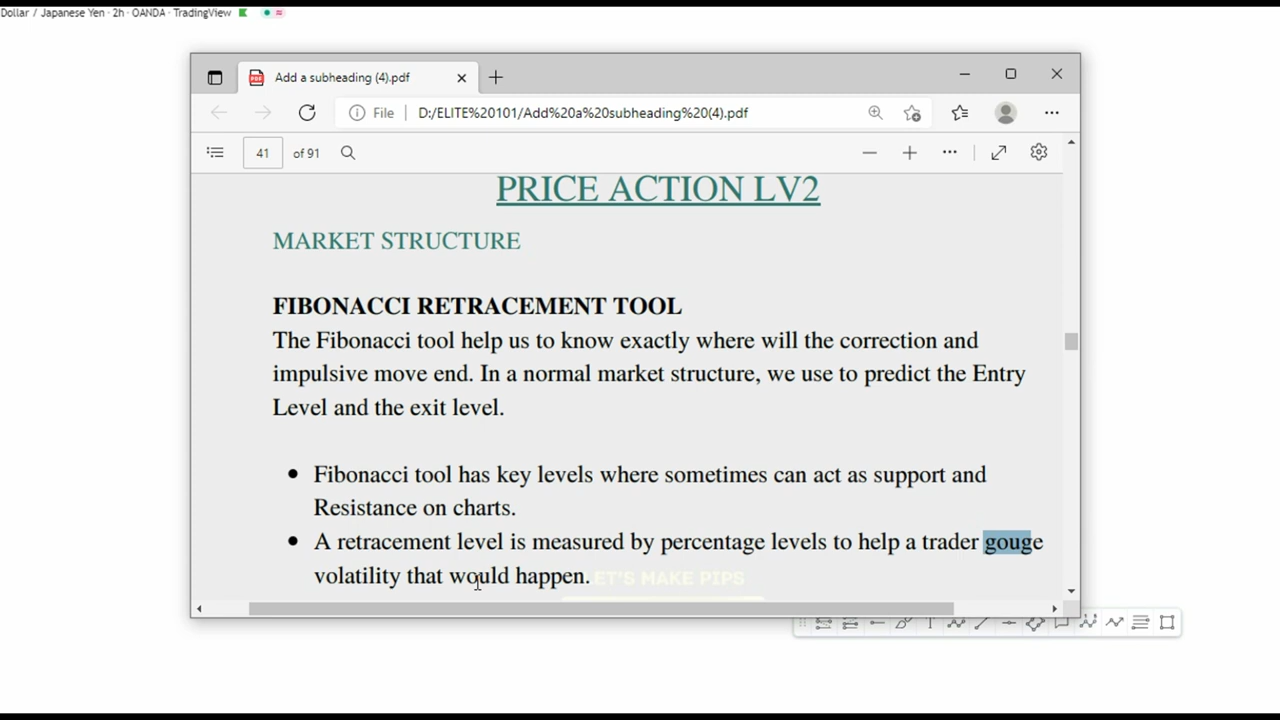 Dollar / Japanese Yen · 2h · OANDA · TradingView
Add a subheading (4).pdf
File
D:/ELITE%20101/Add%20a%20subheading%20(4).pdf
41 of 91
PRICE ACTION LV2
MARKET STRUCTURE
FIBONACCI RETRACEMENT TOOL
The Fibonacci tool help us to know exactly where will the correction and
impulsive move end. In a normal market structure, we use to predict the Entry
Level and the exit level.
Fibonacci tool has key levels where sometimes can act as support and
Resistance on charts.
A retracement level is measured by percentage levels to help a trader gouge
volatility that would happen.
LET'S MAKE PIPS